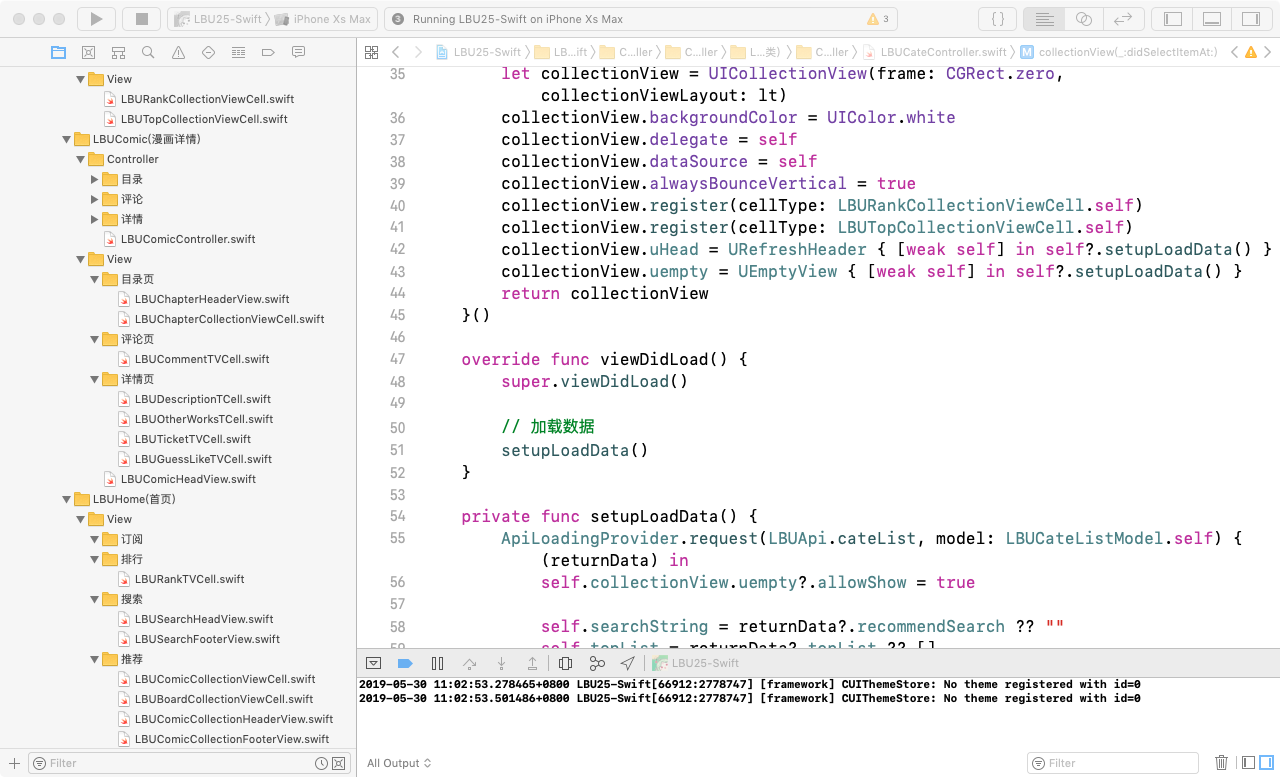 LBU25-Swift
iPhone Xs Max
3
Running LBU25-Swift on iPhone Xs Max
3
LBU25-Swift
LB...ift
C...ller
C...ller
L...类)
C...ller
LBUCateController.swift
M
collectionView(_:didSelectItemAt:)
View
LBURankCollectionViewCell.swift
LBUTopCollectionViewCell.swift
LBUComic(漫画详情)
Controller
目录
评论
详情
LBUComicController.swift
View
目录页
LBUChapterHeaderView.swift
LBUChapterCollectionViewCell.swift
评论页
LBUCommentTVCell.swift
详情页
LBUDescriptionTCell.swift
LBUOtherWorksTCell.swift
LBUTicketTVCell.swift
LBUGuessLikeTVCell.swift
LBUComicHeadView.swift
LBUHome(首页)
View
订阅
排行
LBURankTVCell.swift
搜索
LBUSearchHeadView.swift
LBUSearchFooterView.swift
推荐
LBUComicCollectionViewCell.swift
LBUBoardCollectionViewCell.swift
LBUComicCollectionHeaderView.swift
LBUComicCollectionFooterView.swift
Filter
35 let collectionView = UICollectionView(frame: CGRect.zero,
collectionViewLayout: lt)
36 collectionView.backgroundColor = UIColor.white
37 collectionView.delegate = self
38 collectionView.dataSource = self
39 collectionView.alwaysBounceVertical = true
40 collectionView.register(cellType: LBURankCollectionViewCell.self)
41 collectionView.register(cellType: LBUTopCollectionViewCell.self)
42 collectionView.uHead = URefreshHeader { [weak self] in self?.setupLoadData() }
43 collectionView.uempty = UEmptyView { [weak self] in self?.setupLoadData() }
44 return collectionView
45 }()
46
47 override func viewDidLoad() {
48 super.viewDidLoad()
49
50 // 加载数据
51 setupLoadData()
52 }
53
54 private func setupLoadData() {
55 ApiLoadingProvider.request(LBUApi.cateList, model: LBUCateListModel.self) {
(returnData) in
56 self.collectionView.uempty?.allowShow = true
57
58 self.searchString = returnData?.recommendSearch ?? ""
59 self.topList = returnData?.topList ?? []
LBU25-Swift
2019-05-30 11:02:53.278465+0800 LBU25-Swift[66912:2778747] [framework] CUIThemeStore: No theme registered with id=0
2019-05-30 11:02:53.501486+0800 LBU25-Swift[66912:2778747] [framework] CUIThemeStore: No theme registered with id=0
All Output
Filter